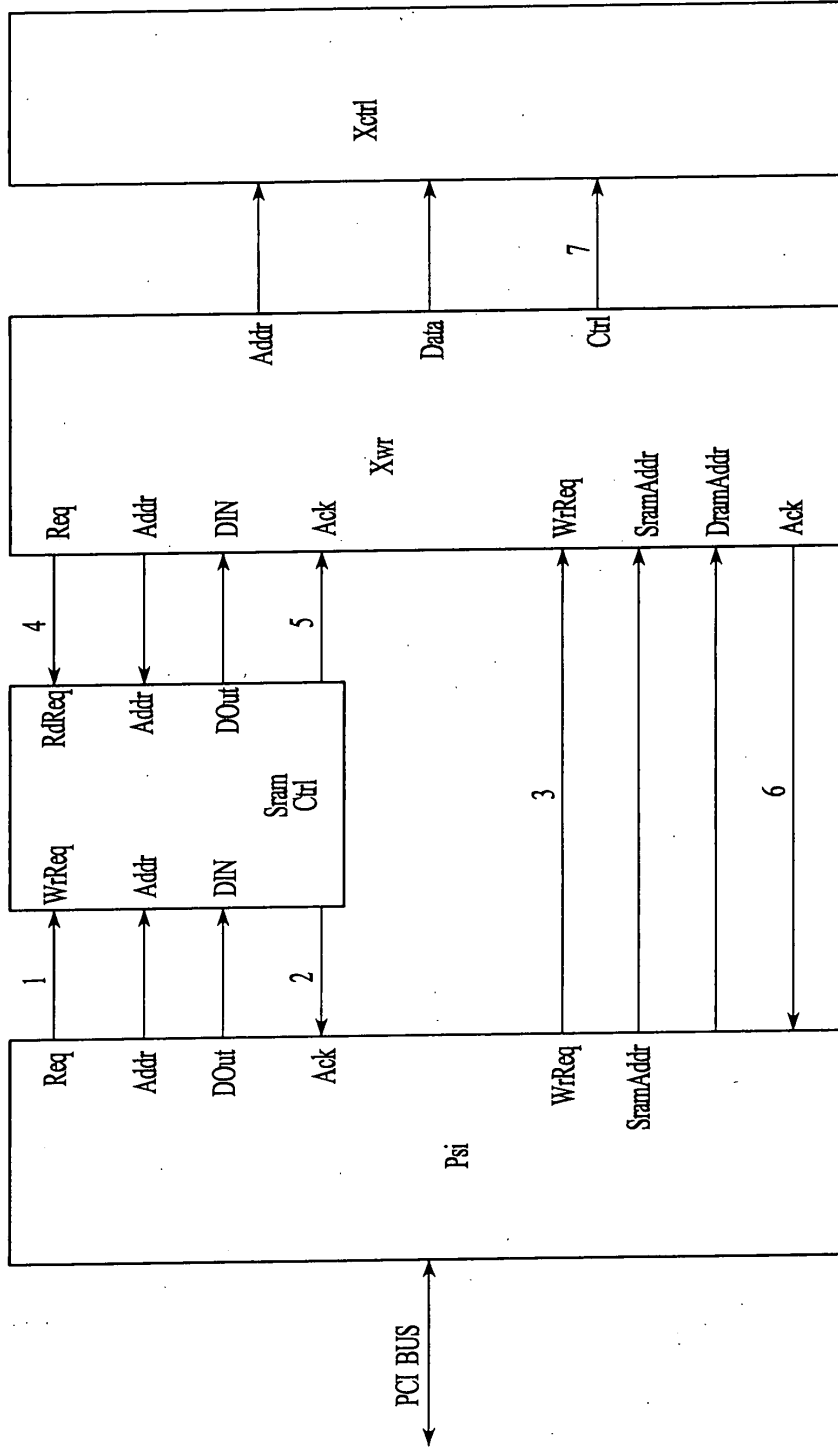 PCI BUS
Psi
Req
Addr
DOut
Ack
WrReq
SramAddr
1
2
WrReq
Addr
DIN
Sram
Ctrl
RdReq
Addr
DOut
4
5
3
6
Req
Addr
DIN
Ack
WrReq
SramAddr
DramAddr
Ack
Xwr
Addr
Data
Ctrl
7
Xctrl